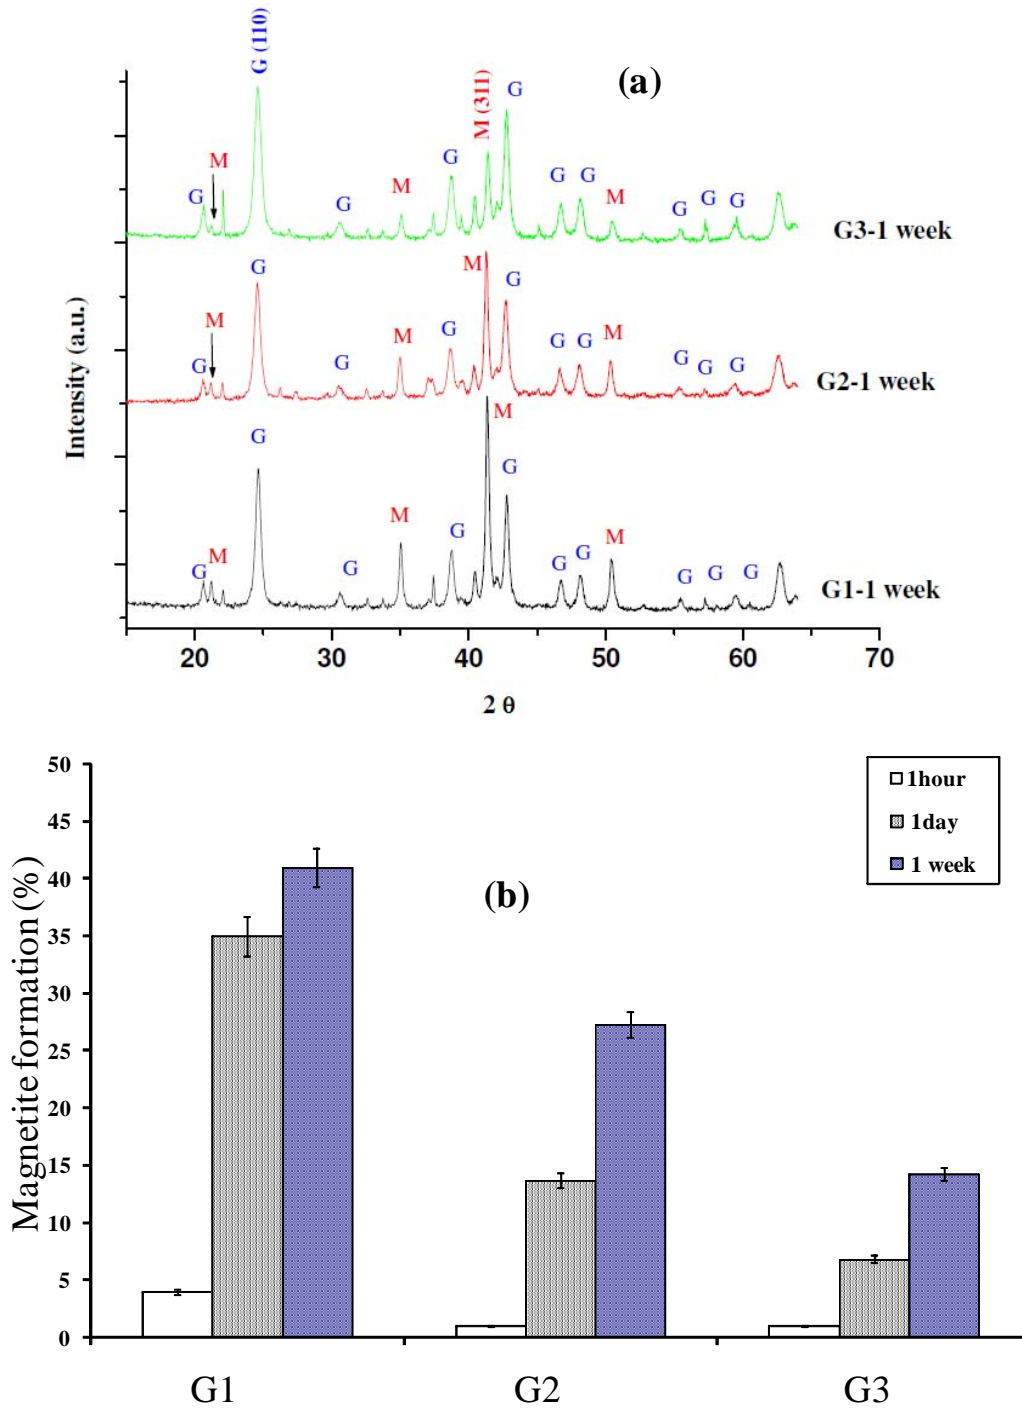 G (110)
(a)
M (311)
G
M
G
G
M
G
G
G
M
G
G
G
G3-1 week
G
M
G
M
G
G
M
G
M
G
G
G
M
G
G
G
G2-1 week
G
M
G
G
M
G
M
G
G
G
M
G
G
G
G1-1 week
Intensity (a.u.)
20 30 40 50 60 70
2 θ
50
45
40
35
30
25
20
15
10
5
0
Magnetite formation (%)
1hour
1day
1 week
(b)
G1 G2 G3